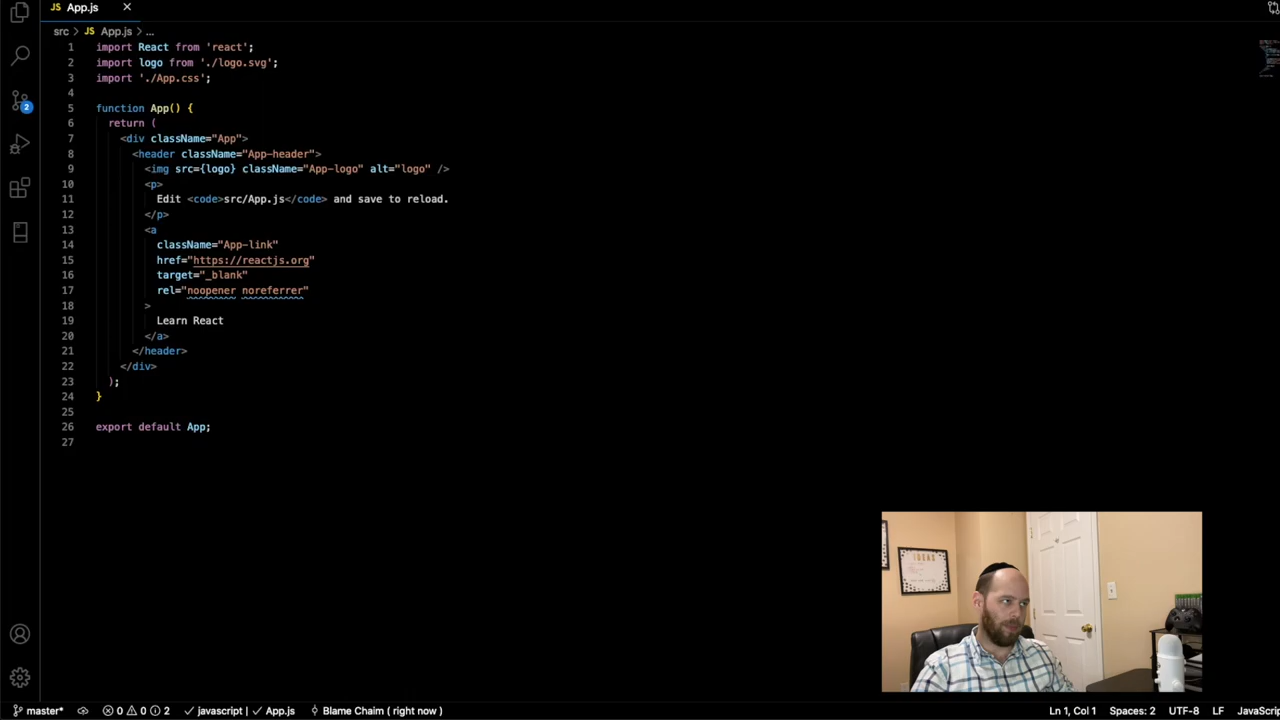 JS App.js ×
src > JS App.js > ...
1 import React from 'react';
2 import logo from './logo.svg';
3 import './App.css';
4
5 function App() {
6 return (
7 <div className="App">
8 <header className="App-header">
9 <img src={logo} className="App-logo" alt="logo" />
10 <p>
11 Edit <code>src/App.js</code> and save to reload.
12 </p>
13 <a
14 className="App-link"
15 href="https://reactjs.org"
16 target="_blank"
17 rel="noopener noreferrer"
18 >
19 Learn React
20 </a>
21 </header>
22 </div>
23 );
24 }
25
26 export default App;
27
2
IDEAS
master* 0 0 2 javascript | App.js Blame Chaim ( right now ) Ln 1, Col 1 Spaces: 2 UTF-8 LF JavaScrip